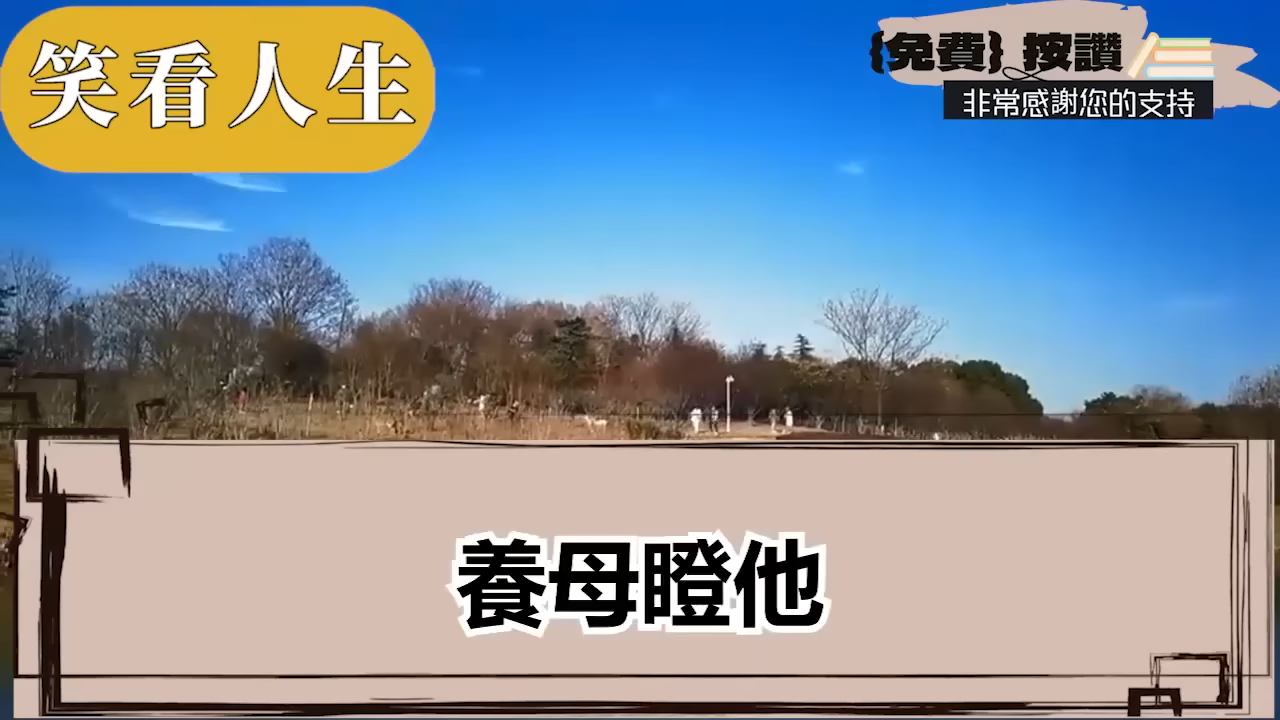 笑看人生
{免費} 按讚
非常感謝您的支持
養母瞪他